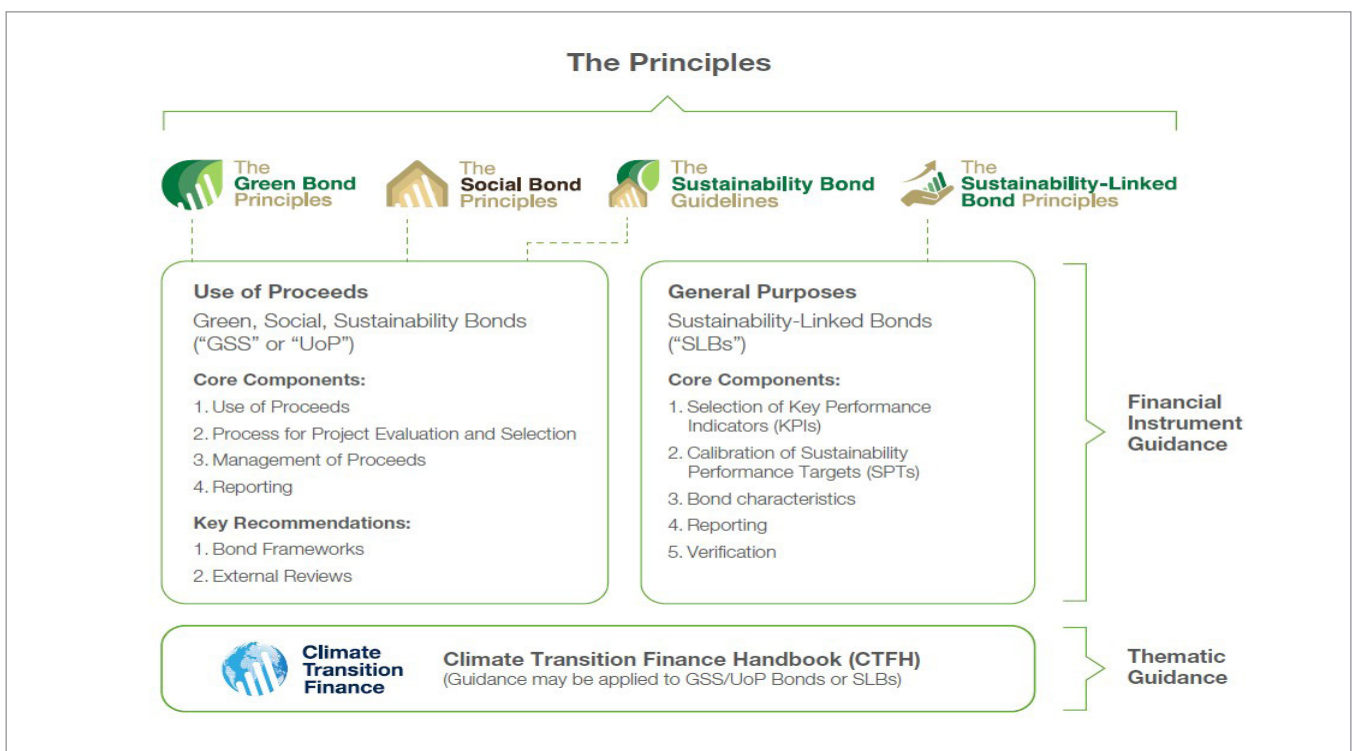 The Principles
The
Green Bond
Principles
The
Social Bond
Principles
The
Sustainability Bond
Guidelines
The
Sustainability-Linked
Bond Principles
Use of Proceeds
Green, Social, Sustainability Bonds
(“GSS” or “UoP”)
Core Components:
1. Use of Proceeds
2. Process for Project Evaluation and Selection
3. Management of Proceeds
4. Reporting
Key Recommendations:
1. Bond Frameworks
2. External Reviews
General Purposes
Sustainability-Linked Bonds
(“SLBs”)
Core Components:
1. Selection of Key Performance
Indicators (KPIs)
2. Calibration of Sustainability
Performance Targets (SPTs)
3. Bond characteristics
4. Reporting
5. Verification
Financial
Instrument
Guidance
Climate
Transition
Finance
Climate Transition Finance Handbook (CTFH)
(Guidance may be applied to GSS/UoP Bonds or SLBs)
Thematic
Guidance